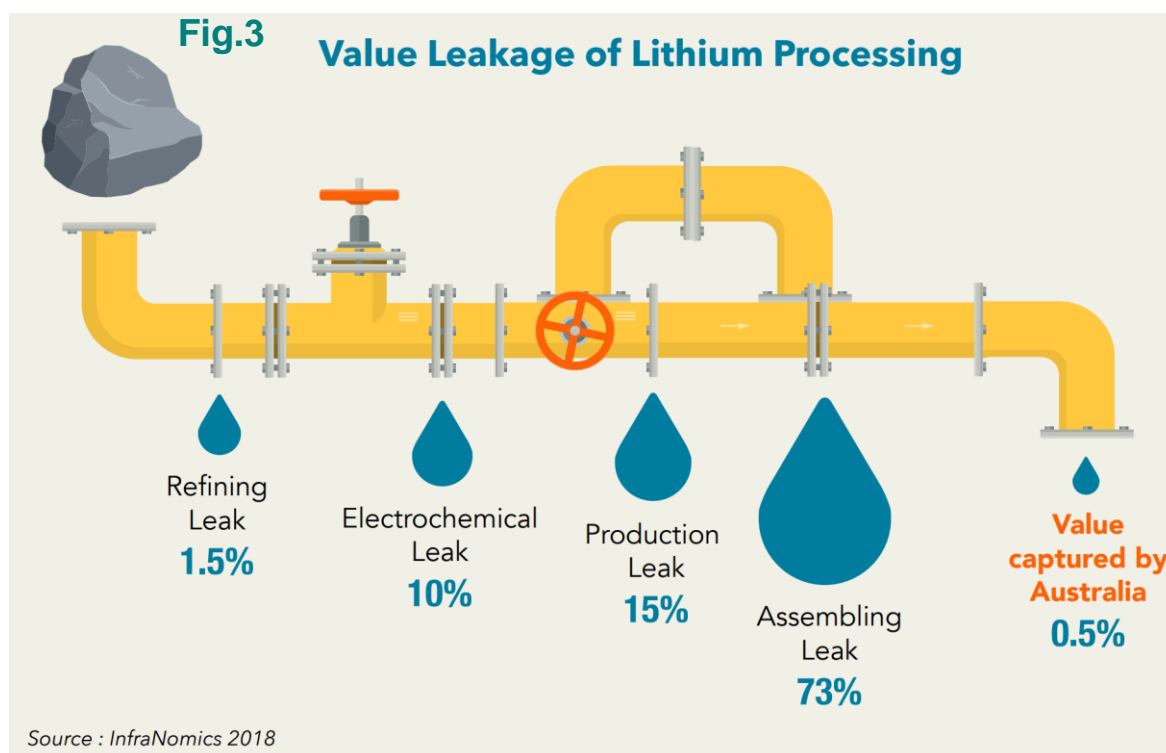 Fig.3
Value Leakage of Lithium Processing
Refining
Leak
1.5%
Electrochemical
Leak
10%
Production
Leak
15%
Assembling
Leak
73%
Value
captured by
Australia
0.5%
Source : InfraNomics 2018